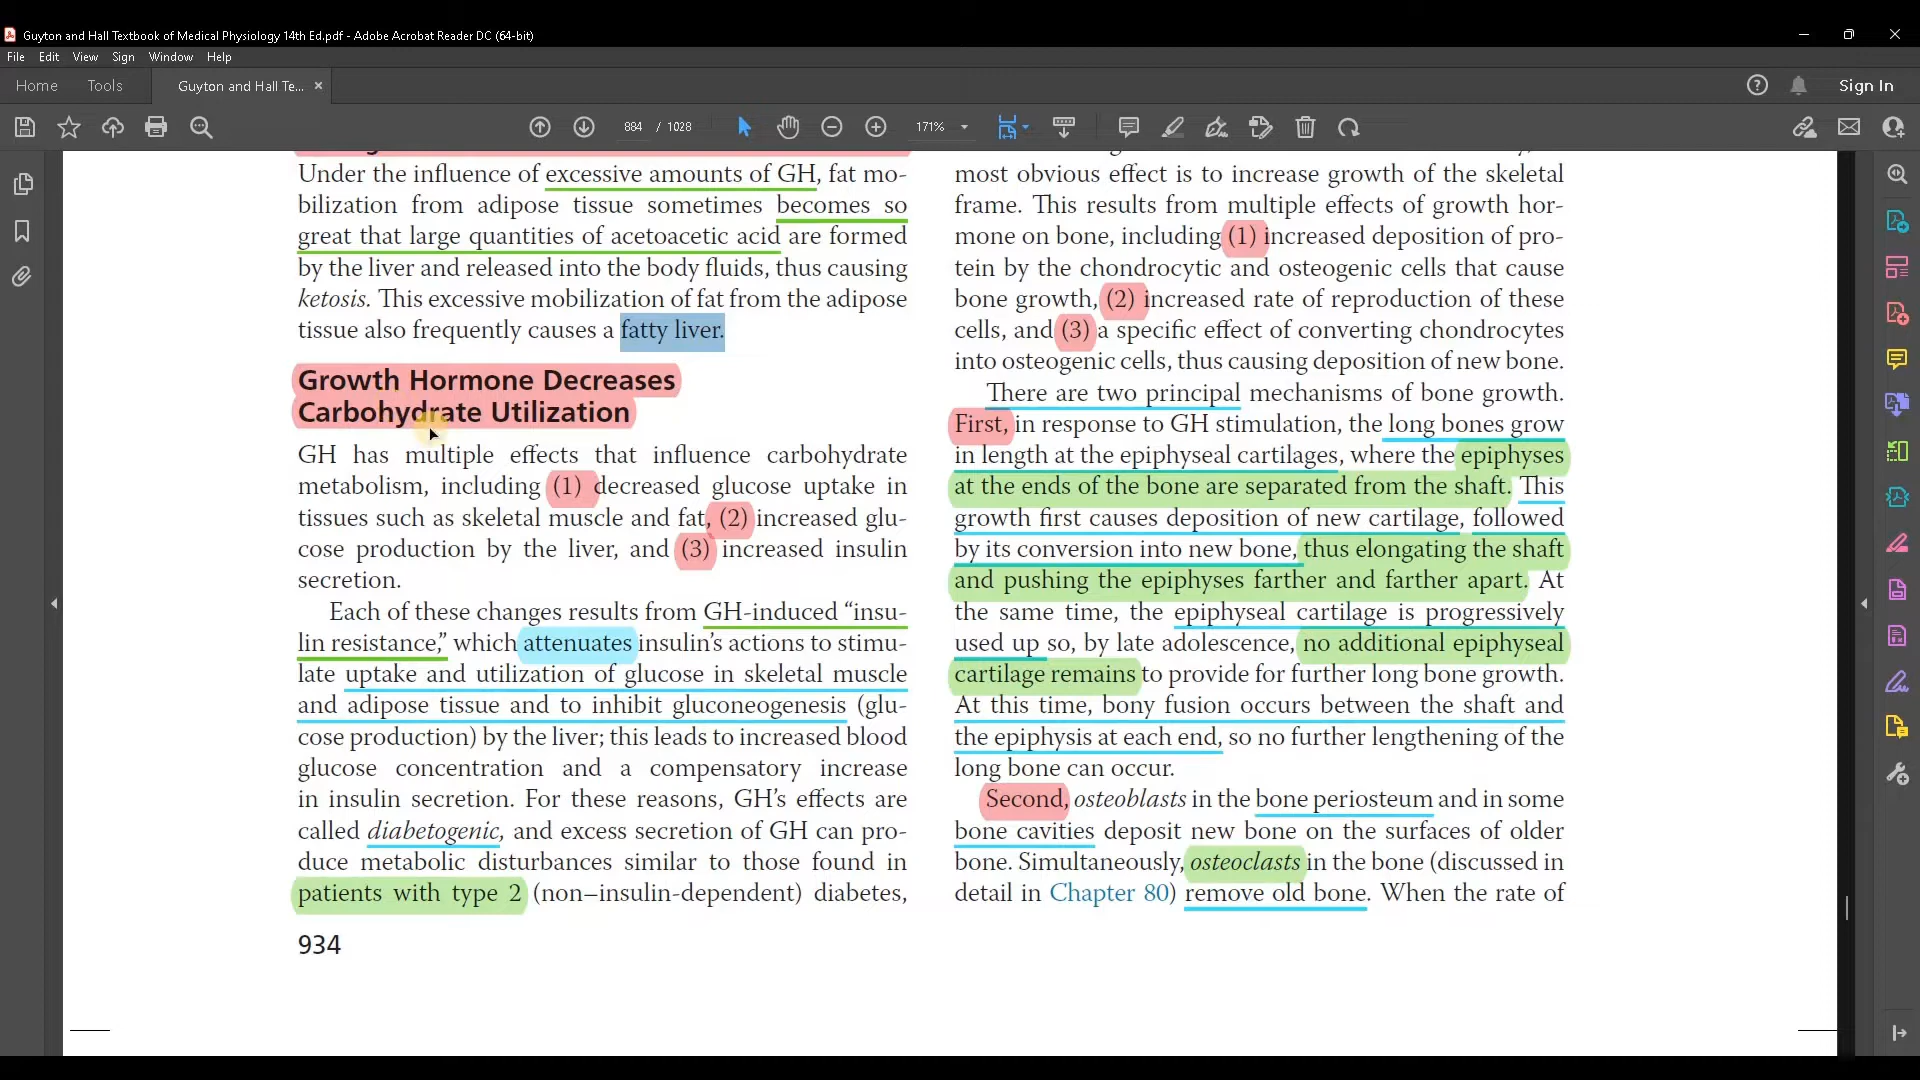 Guyton and Hall Textbook of Medical Physiology 14th Ed.pdf - Adobe Acrobat Reader DC (64-bit)
File Edit View Sign Window Help
Home Tools Guyton and Hall Te... × Sign In
884 / 1028 171%
Under the influence of excessive amounts of GH, fat mo-
bilization from adipose tissue sometimes becomes so
great that large quantities of acetoacetic acid are formed
by the liver and released into the body fluids, thus causing
ketosis. This excessive mobilization of fat from the adipose
tissue also frequently causes a fatty liver.
Growth Hormone Decreases
Carbohydrate Utilization
GH has multiple effects that influence carbohydrate
metabolism, including (1) decreased glucose uptake in
tissues such as skeletal muscle and fat, (2) increased glu-
cose production by the liver, and (3) increased insulin
secretion.
Each of these changes results from GH-induced “insu-
lin resistance,” which attenuates insulin’s actions to stimu-
late uptake and utilization of glucose in skeletal muscle
and adipose tissue and to inhibit gluconeogenesis (glu-
cose production) by the liver; this leads to increased blood
glucose concentration and a compensatory increase
in insulin secretion. For these reasons, GH’s effects are
called diabetogenic, and excess secretion of GH can pro-
duce metabolic disturbances similar to those found in
patients with type 2 (non–insulin-dependent) diabetes,
934
most obvious effect is to increase growth of the skeletal
frame. This results from multiple effects of growth hor-
mone on bone, including (1) increased deposition of pro-
tein by the chondrocytic and osteogenic cells that cause
bone growth, (2) increased rate of reproduction of these
cells, and (3) a specific effect of converting chondrocytes
into osteogenic cells, thus causing deposition of new bone.
There are two principal mechanisms of bone growth.
First, in response to GH stimulation, the long bones grow
in length at the epiphyseal cartilages, where the epiphyses
at the ends of the bone are separated from the shaft. This
growth first causes deposition of new cartilage, followed
by its conversion into new bone, thus elongating the shaft
and pushing the epiphyses farther and farther apart. At
the same time, the epiphyseal cartilage is progressively
used up so, by late adolescence, no additional epiphyseal
cartilage remains to provide for further long bone growth.
At this time, bony fusion occurs between the shaft and
the epiphysis at each end, so no further lengthening of the
long bone can occur.
Second, osteoblasts in the bone periosteum and in some
bone cavities deposit new bone on the surfaces of older
bone. Simultaneously, osteoclasts in the bone (discussed in
detail in Chapter 80) remove old bone. When the rate of